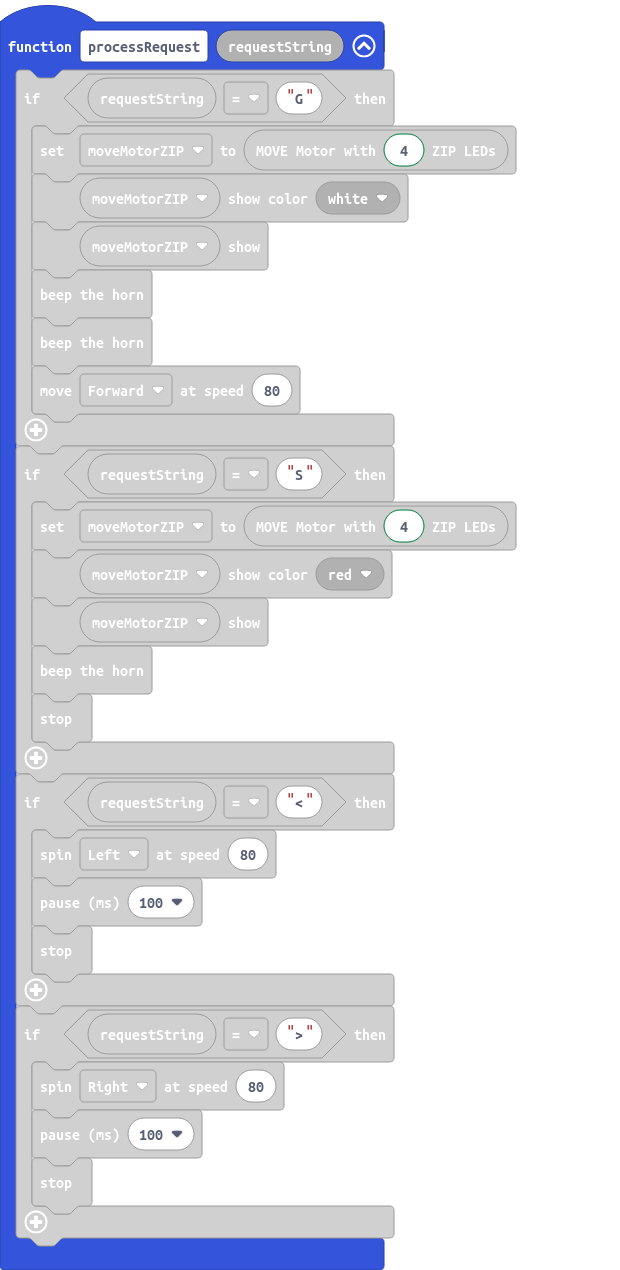 function processRequest requestString
if requestString = "G" then
set moveMotorZIP to MOVE Motor with 4 ZIP LEDs
moveMotorZIP show color white
moveMotorZIP show
beep the horn
beep the horn
move Forward at speed 80
if requestString = "S" then
set moveMotorZIP to MOVE Motor with 4 ZIP LEDs
moveMotorZIP show color red
moveMotorZIP show
beep the horn
stop
if requestString = "<" then
spin Left at speed 80
pause (ms) 100
stop
if requestString = ">" then
spin Right at speed 80
pause (ms) 100
stop